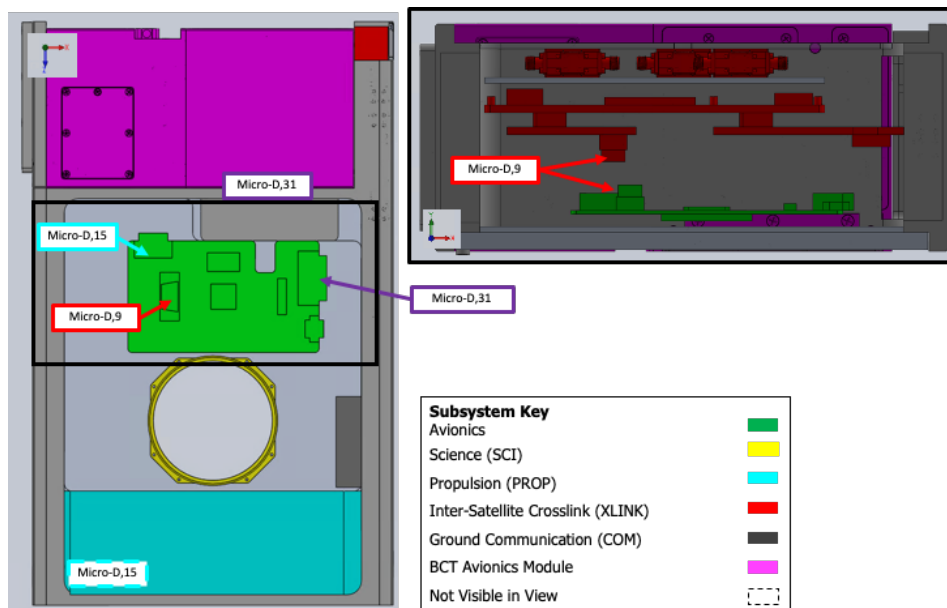 X
Z
Micro-D,31
Micro-D,15
Micro-D,9
Micro-D,31
Micro-D,15
Micro-D,9
Y
X
Subsystem Key
Avionics
Science (SCI)
Propulsion (PROP)
Inter-Satellite Crosslink (XLINK)
Ground Communication (COM)
BCT Avionics Module
Not Visible in View